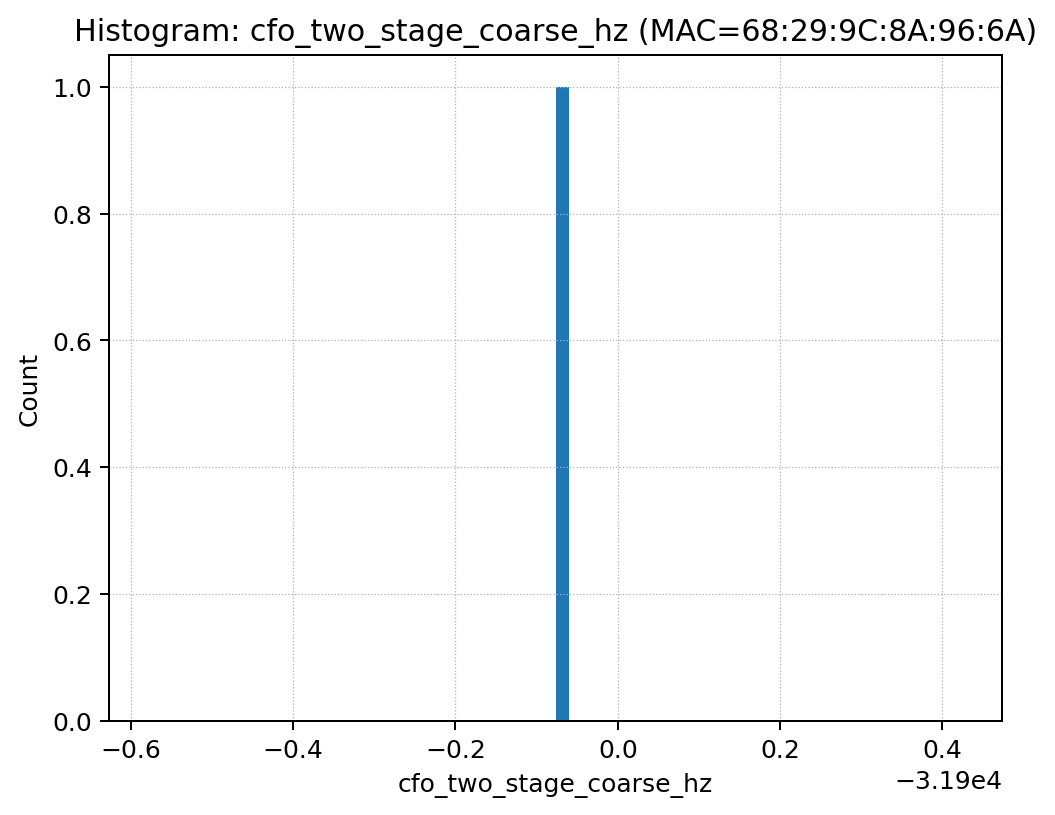 Histogram: cfo_two_stage_coarse_hz (MAC=68:29:9C:8A:96:6A)
1.0
0.8
0.6
0.4
0.2
0.0
Count
−0.6 −0.4 −0.2 0.0 0.2 0.4
cfo_two_stage_coarse_hz
−3.19e4